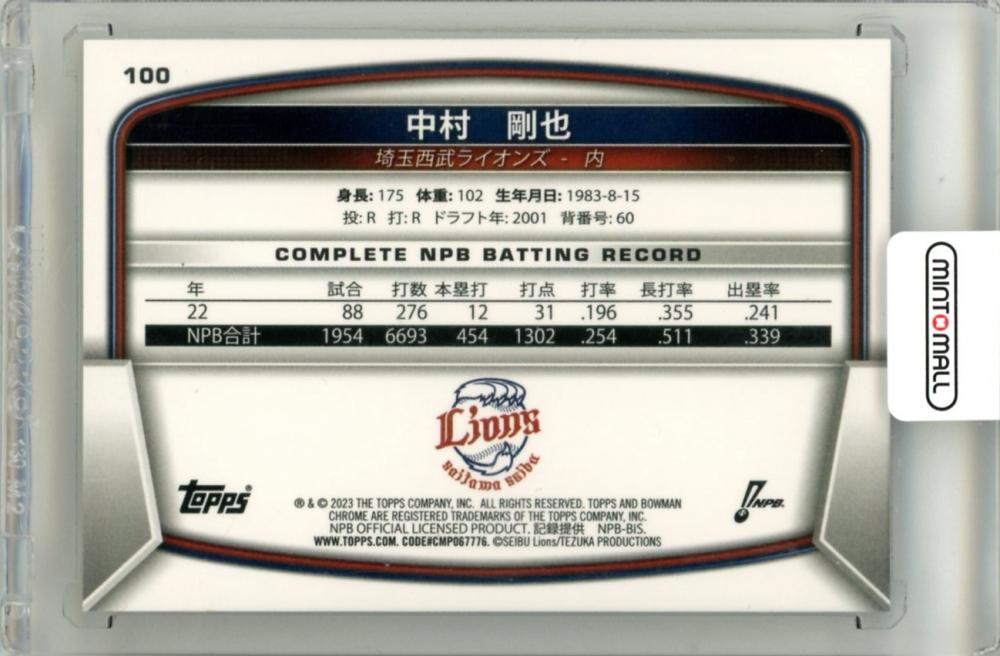 100
中村 剛也
埼玉西武ライオンズ - 内
身長: 175 体重: 102 生年月日: 1983-8-15
投: R 打: R ドラフト年: 2001 背番号: 60
COMPLETE NPB BATTING RECORD
年 試合 打数 本塁打 打点 打率 長打率 出塁率
22 88 276 12 31 .196 .355 .241
NPB合計 1954 6693 454 1302 .254 .511 .339
MINT MALL
Lions
Saitama Seibu
Topps
NPB
® & © 2023 THE TOPPS COMPANY, INC. ALL RIGHTS RESERVED. TOPPS AND BOWMAN
CHROME ARE REGISTERED TRADEMARKS OF THE TOPPS COMPANY, INC.
NPB OFFICIAL LICENSED PRODUCT. 記録提供 NPB-BIS.
WWW.TOPPS.COM. CODE#CMP067776. ©SEIBU Lions/TEZUKA PRODUCTIONS